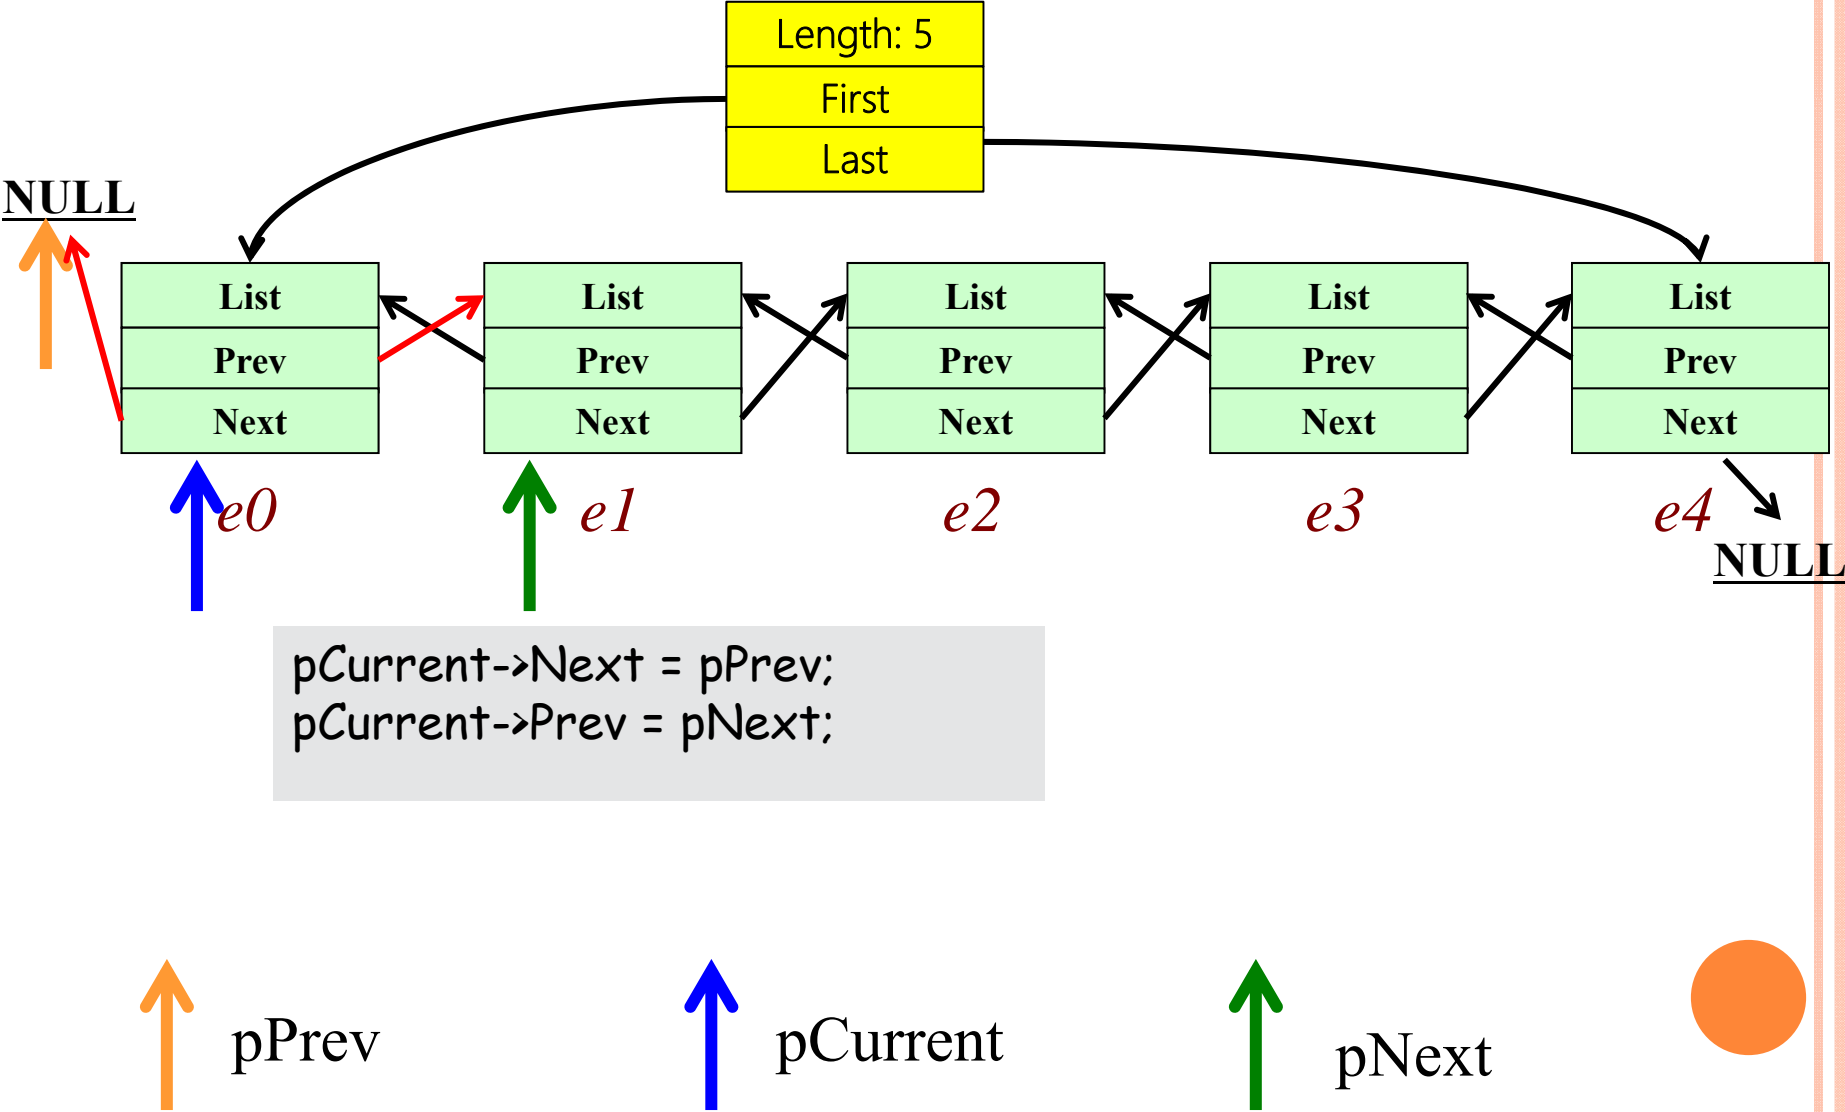 Length: 5
First
Last
NULL
List List List List List
Prev Prev Prev Prev Prev
Next Next Next Next Next
e0 e1 e2 e3 e4
NULL
pCurrent->Next = pPrev;
pCurrent->Prev = pNext;
pPrev pCurrent pNext